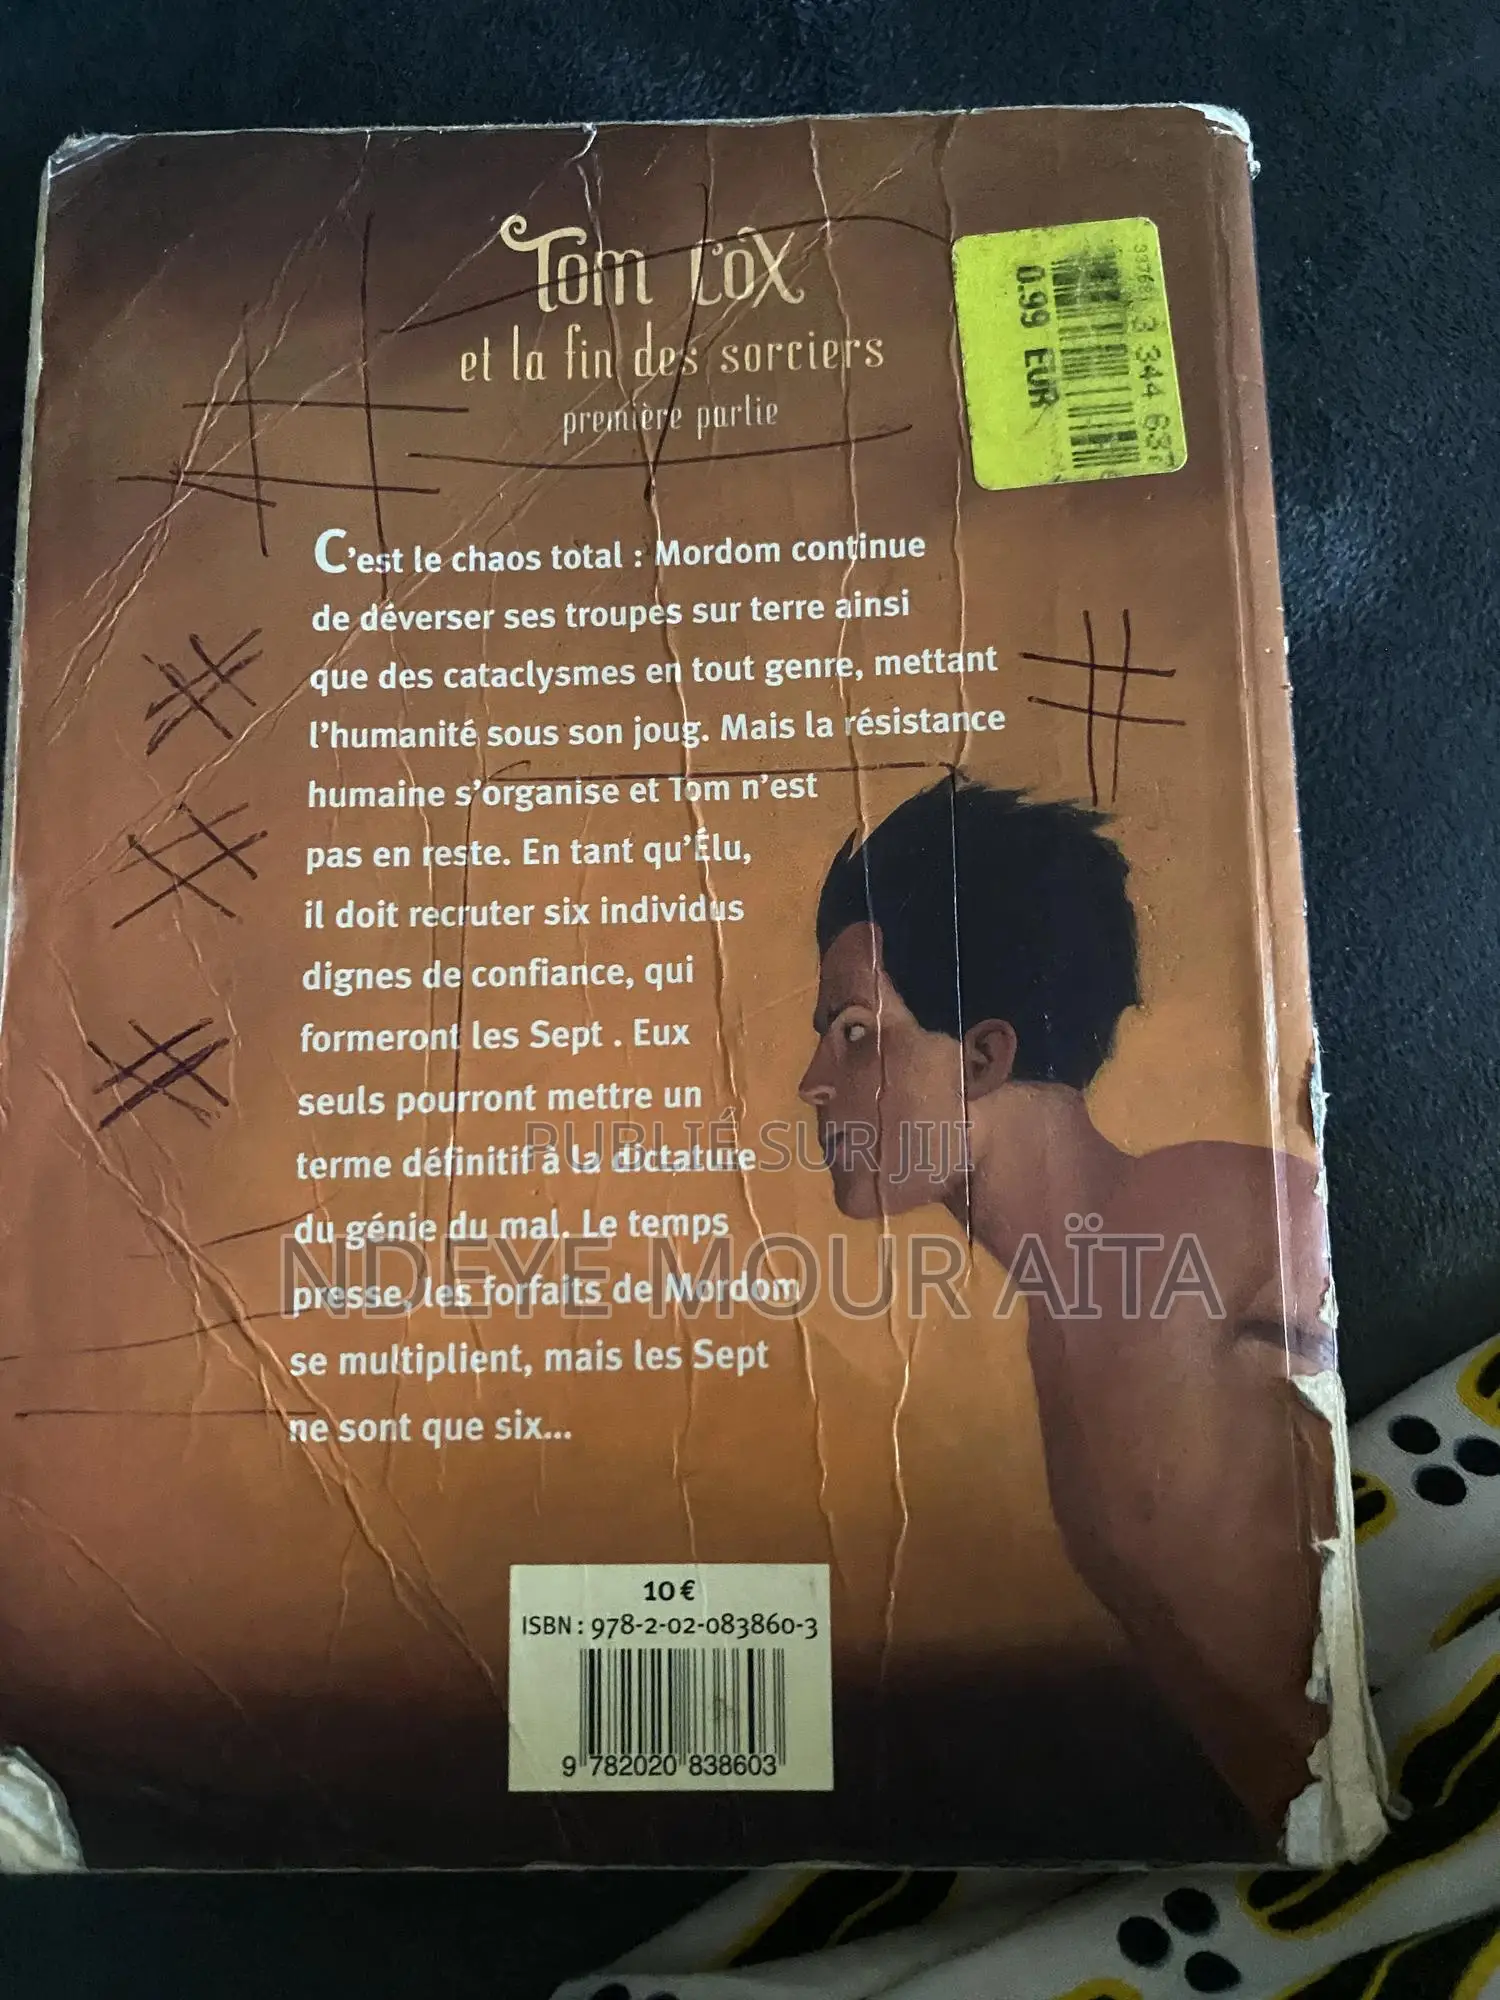 Tom Cox
et la fin des sorciers
première partie
0.99 EUR
C'est le chaos total : Mordom continue
de déverser ses troupes sur terre ainsi
que des cataclysmes en tout genre, mettant
l'humanité sous son joug. Mais la résistance
humaine s'organise et Tom n'est
pas en reste. En tant qu'Élu,
il doit recruter six individus
dignes de confiance, qui
formeront les Sept . Eux
seuls pourront mettre un
PUBLIÉ SUR JIJI
terme définitif à la dictature
du génie du mal. Le temps
NDEYE MOUR AÏTA
presse, les forfaits de Mordom
se multiplient, mais les Sept
ne sont que six...
10 €
ISBN : 978-2-02-083860-3
9 782020 838603